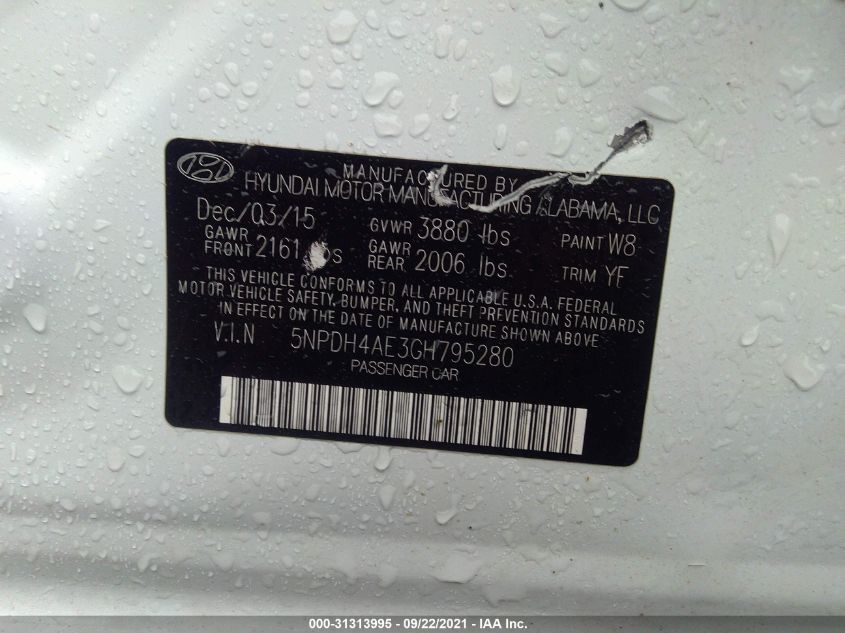 MANUFACTURED BY
HYUNDAI MOTOR MANUFACTURING ALABAMA, LLC
Dec/03/15 GVWR 3880 lbs PAINT W8
GAWR FRONT 2161 lbs GAWR REAR 2006 lbs TRIM YF
THIS VEHICLE CONFORMS TO ALL APPLICABLE U.S.A. FEDERAL
MOTOR VEHICLE SAFETY, BUMPER, AND THEFT PREVENTION STANDARDS
IN EFFECT ON THE DATE OF MANUFACTURE SHOWN ABOVE
V.I.N 5NPDH4AE3GH795280
PASSENGER CAR
000-31313995 - 09/22/2021 - IAA Inc.